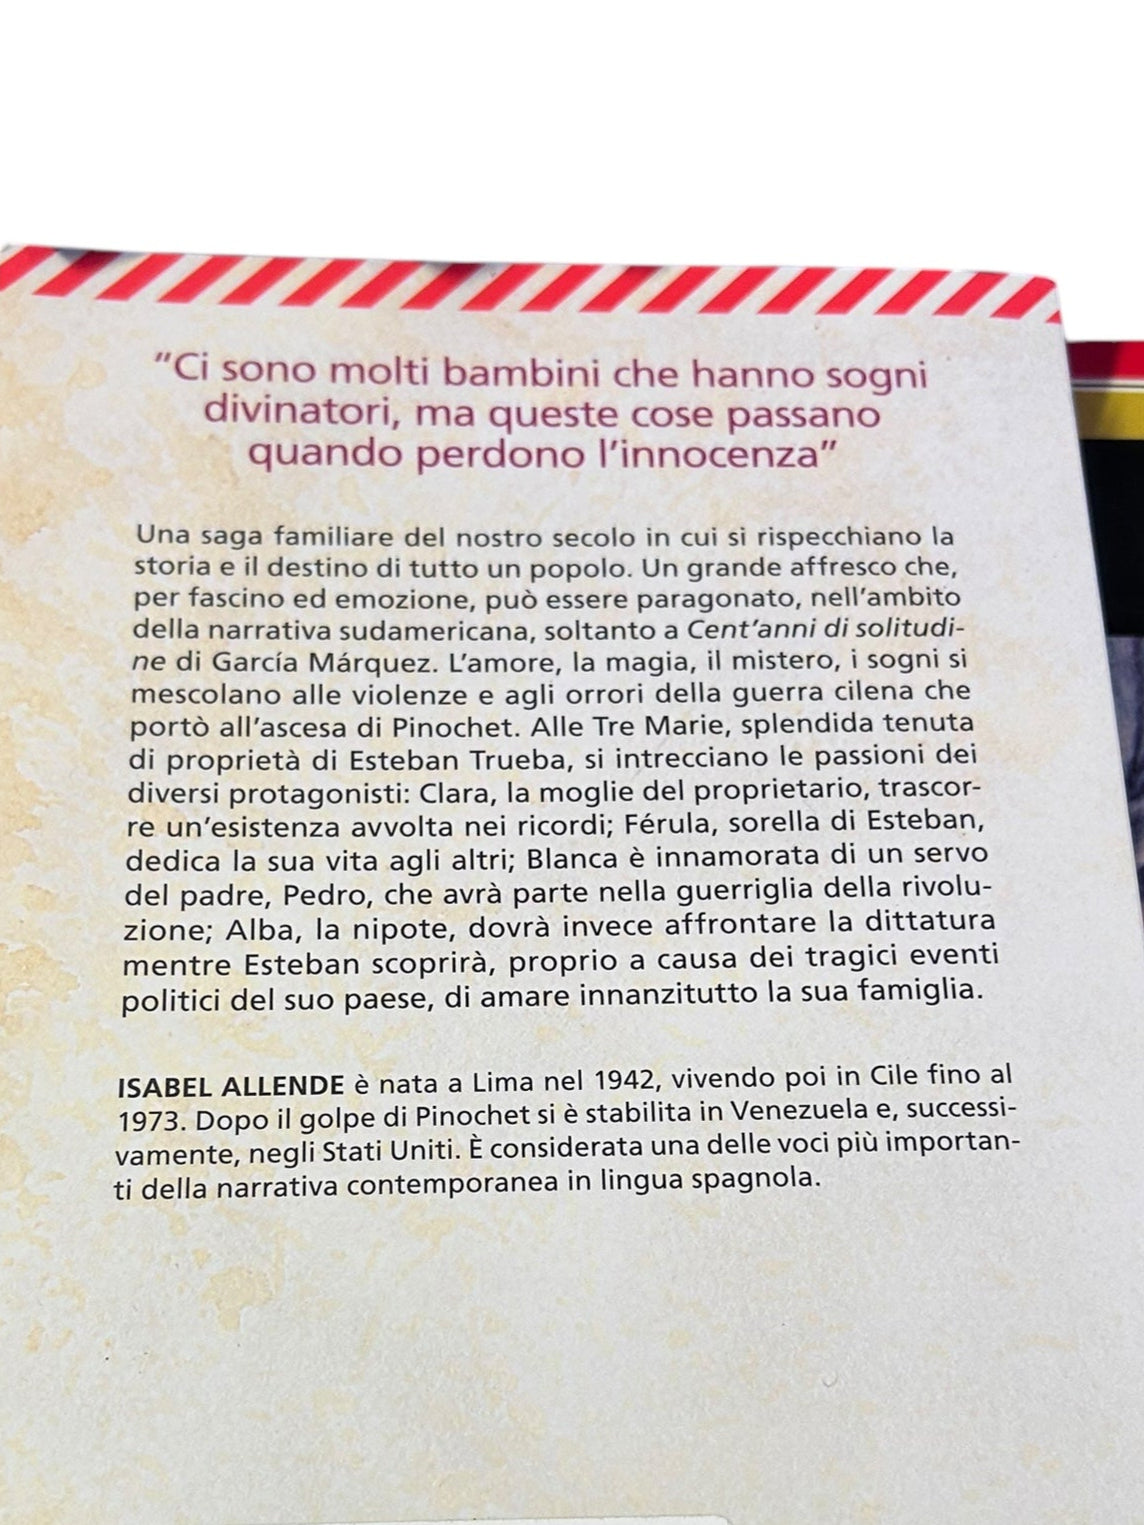 "Ci sono molti bambini che hanno sogni
divinatori, ma queste cose passano
quando perdono l'innocenza"
Una saga familiare del nostro secolo in cui si rispecchiano la
storia e il destino di tutto un popolo. Un grande affresco che,
per fascino ed emozione, può essere paragonato, nell'ambito
della narrativa sudamericana, soltanto a Cent'anni di solitudi-
ne di García Márquez. L'amore, la magia, il mistero, i sogni si
mescolano alle violenze e agli orrori della guerra cilena che
portò all'ascesa di Pinochet. Alle Tre Marie, splendida tenuta
di proprietà di Esteban Trueba, si intrecciano le passioni dei
diversi protagonisti: Clara, la moglie del proprietario, trascor-
re un'esistenza avvolta nei ricordi; Férula, sorella di Esteban,
dedica la sua vita agli altri; Blanca è innamorata di un servo
del padre, Pedro, che avrà parte nella guerriglia della rivolu-
zione; Alba, la nipote, dovrà invece affrontare la dittatura
mentre Esteban scoprirà, proprio a causa dei tragici eventi
politici del suo paese, di amare innanzitutto la sua famiglia.
ISABEL ALLENDE è nata a Lima nel 1942, vivendo poi in Cile fino al
1973. Dopo il golpe di Pinochet si è stabilita in Venezuela e, successi-
vamente, negli Stati Uniti. È considerata una delle voci più importan-
ti della narrativa contemporanea in lingua spagnola.